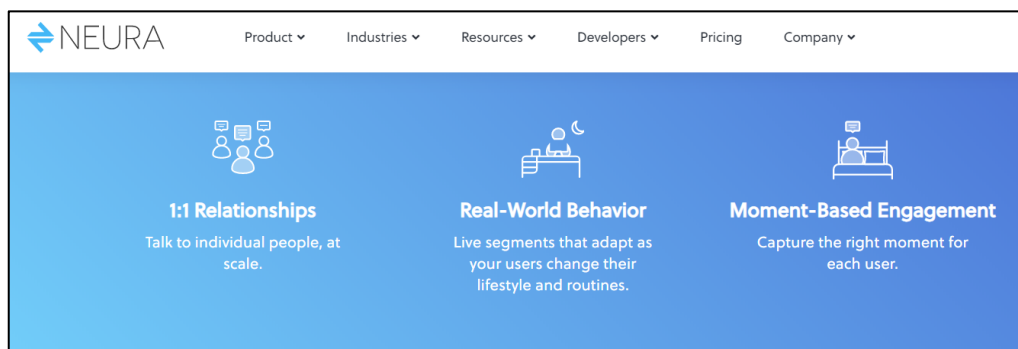 NEURA
Product
Industries
Resources
Developers
Pricing
Company
1:1 Relationships
Talk to individual people, at
scale.
Real-World Behavior
Live segments that adapt as
your users change their
lifestyle and routines.
Moment-Based Engagement
Capture the right moment for
each user.